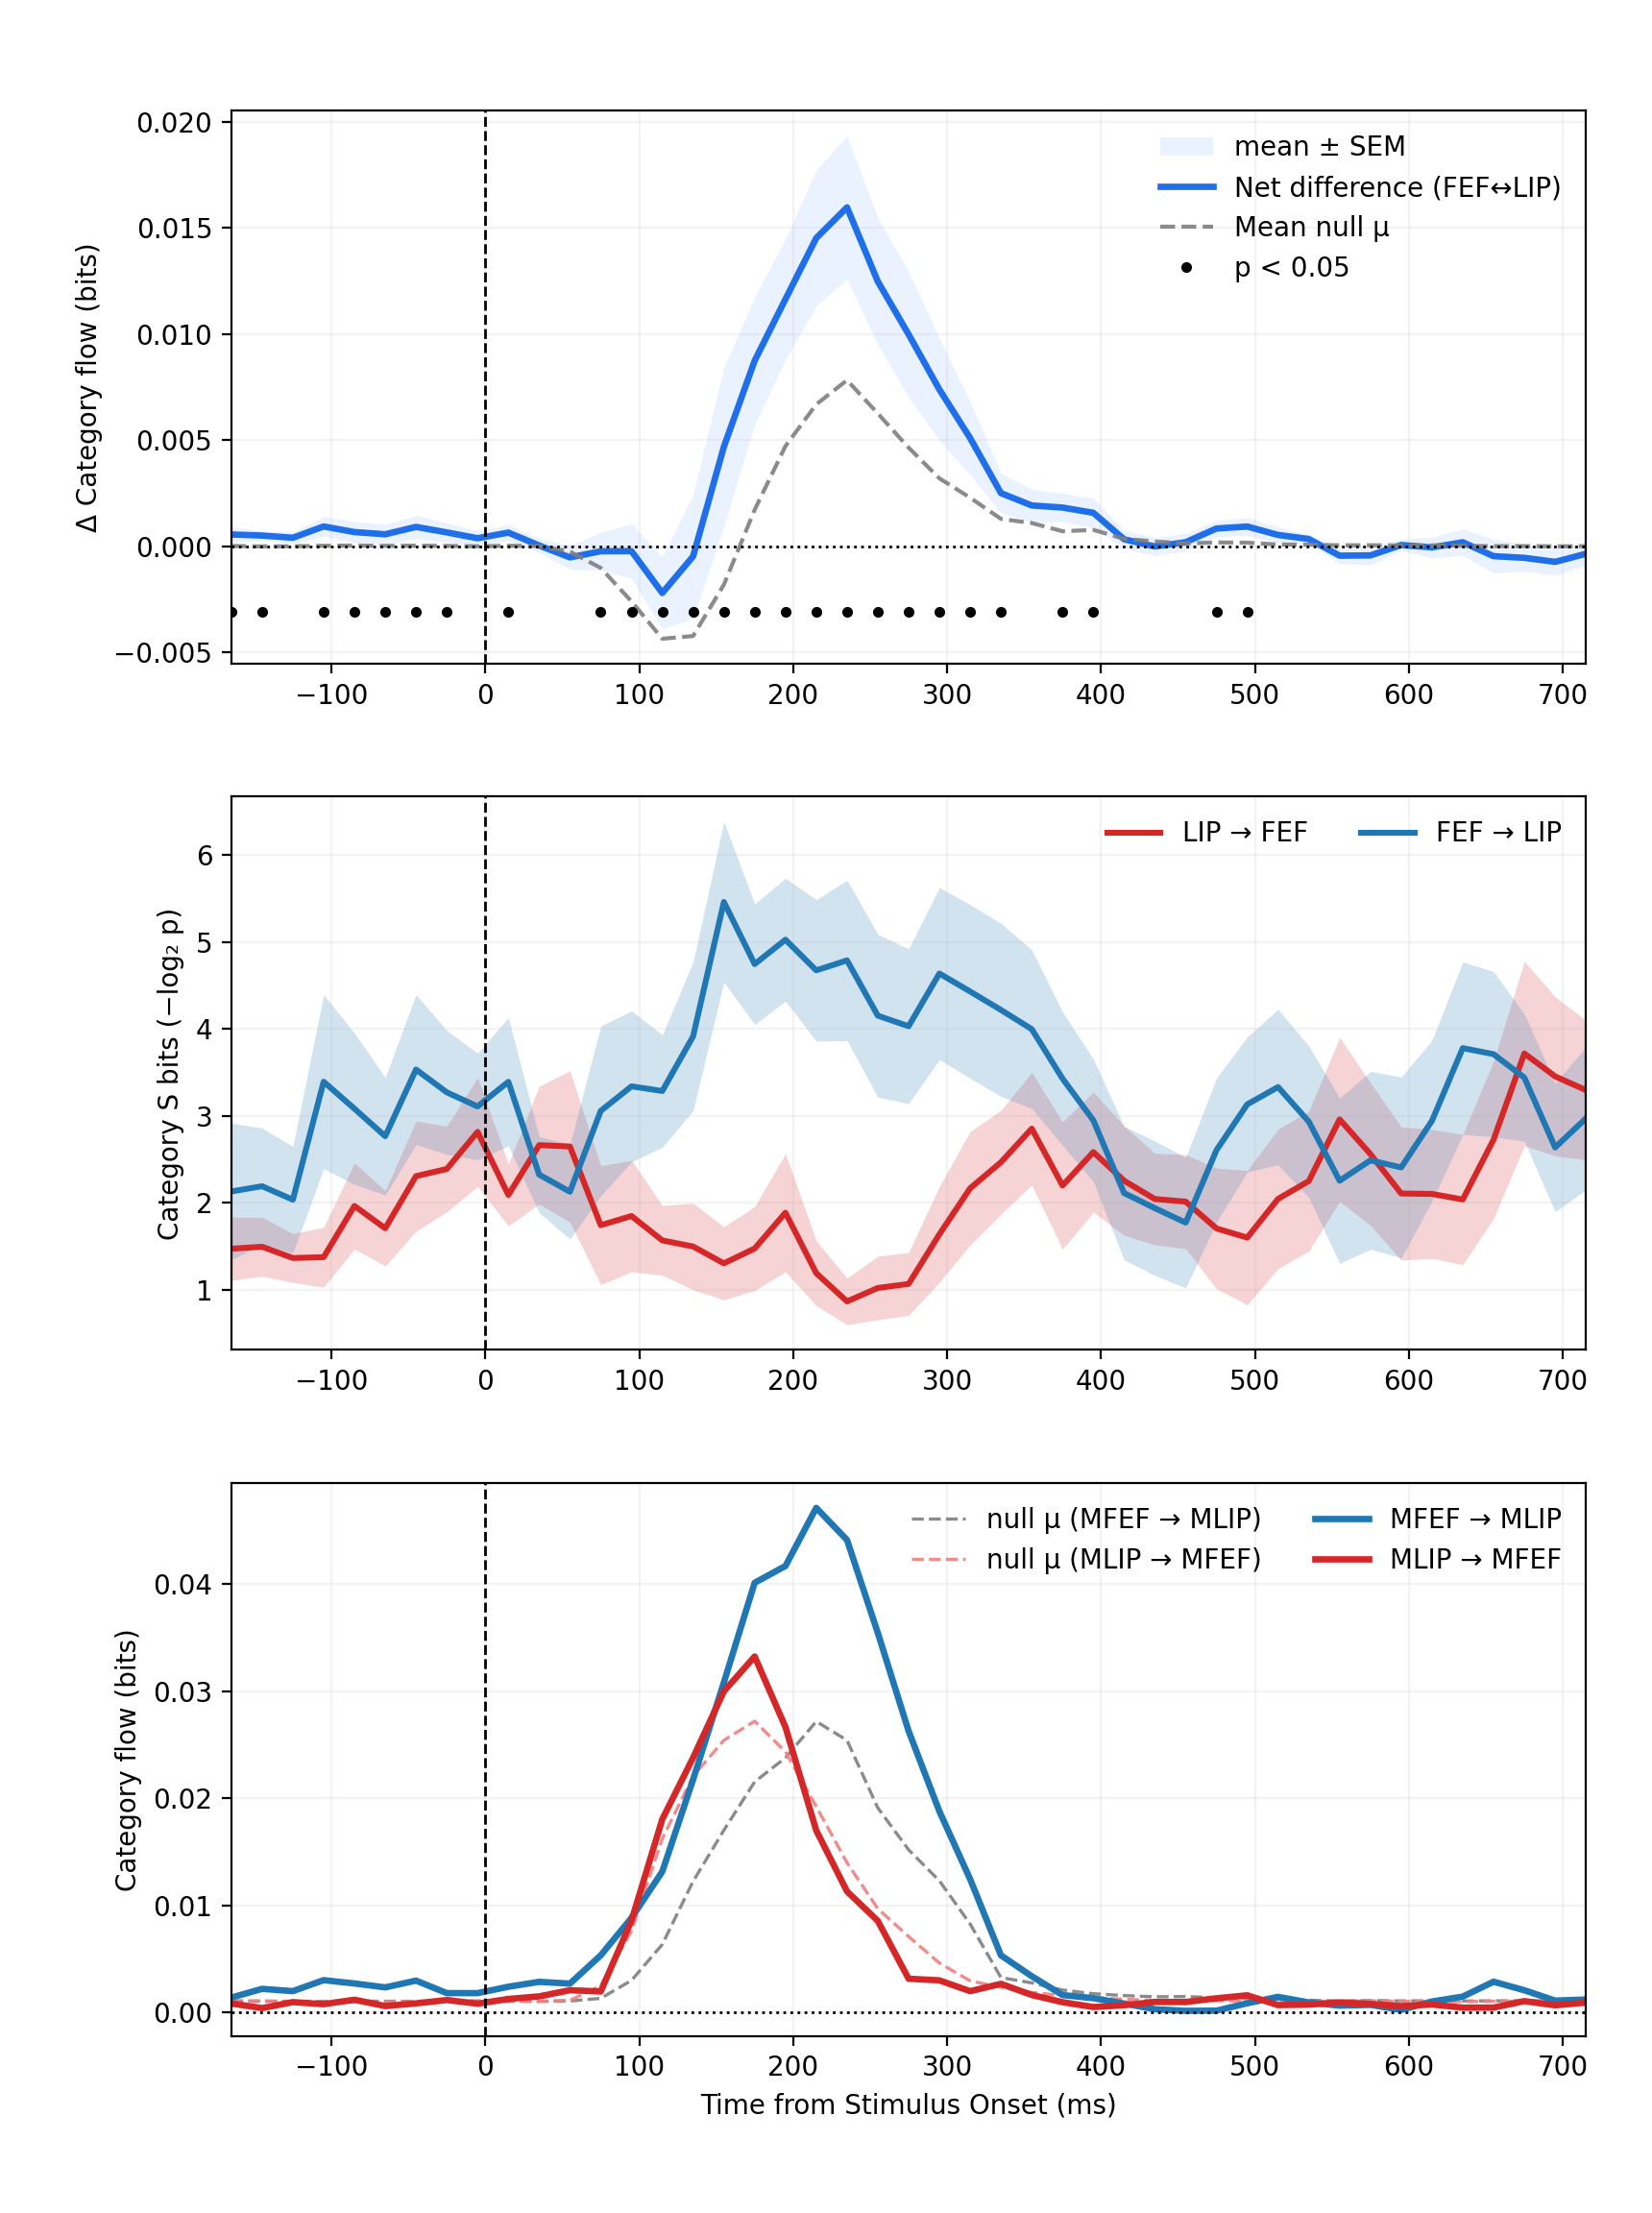 Δ Category flow (bits)
0.020
0.015
0.010
0.005
0.000
−0.005
mean ± SEM
Net difference (FEF↔LIP)
Mean null μ
p < 0.05
−100 0 100 200 300 400 500 600 700
Category S bits (−log₂ p)
6
5
4
3
2
1
LIP → FEF FEF → LIP
−100 0 100 200 300 400 500 600 700
Category flow (bits)
0.04
0.03
0.02
0.01
0.00
null μ (MFEF → MLIP) MFEF → MLIP
null μ (MLIP → MFEF) MLIP → MFEF
−100 0 100 200 300 400 500 600 700
Time from Stimulus Onset (ms)